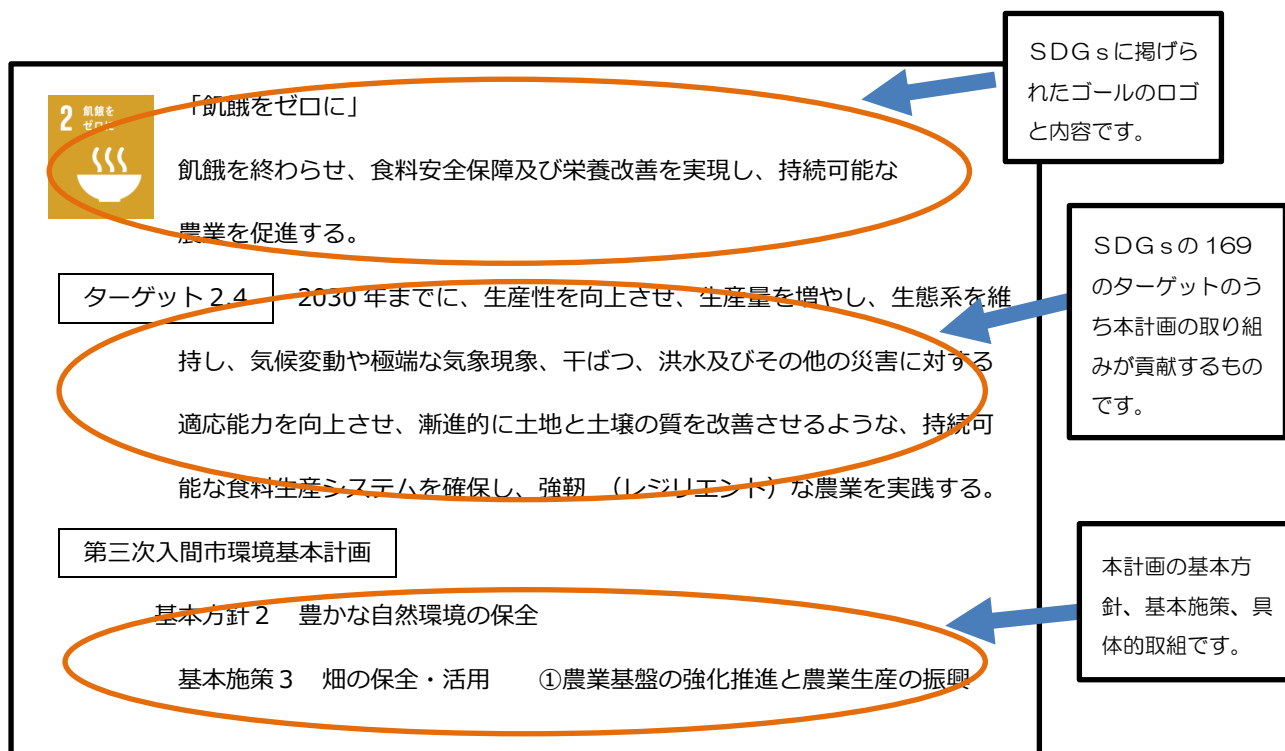 SDGsに掲げら
れたゴールのロゴ
と内容です。
2 飢餓を
ゼロに
「飢餓をゼロに」
飢餓を終わらせ、食料安全保障及び栄養改善を実現し、持続可能な
農業を促進する。
SDGsの169
のターゲットのう
ち本計画の取り組
みが貢献するもの
です。
ターゲット2.4 2030年までに、生産性を向上させ、生産量を増やし、生態系を維
持し、気候変動や極端な気象現象、干ばつ、洪水及びその他の災害に対する
適応能力を向上させ、漸進的に土地と土壌の質を改善させるような、持続可
能な食料生産システムを確保し、強靭 （レジリエント）な農業を実践する。
第三次入間市環境基本計画
本計画の基本方
針、基本施策、具
体的取組です。
基本方針2 豊かな自然環境の保全
基本施策3 畑の保全・活用 ①農業基盤の強化推進と農業生産の振興